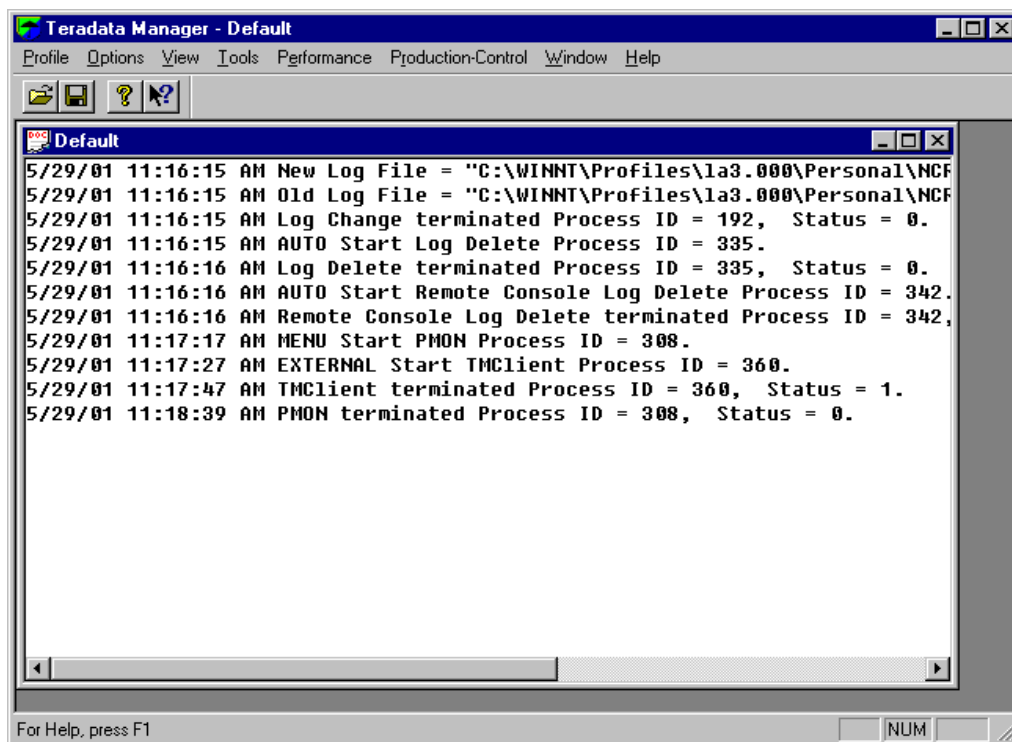 Teradata Manager - Default
Profile Options View Tools Performance Production-Control Window Help
Default
5/29/01 11:16:15 AM New Log File = "C:\WINNT\Profiles\la3.000\Personal\NCR
5/29/01 11:16:15 AM Old Log File = "C:\WINNT\Profiles\la3.000\Personal\NCR
5/29/01 11:16:15 AM Log Change terminated Process ID = 192, Status = 0.
5/29/01 11:16:15 AM AUTO Start Log Delete Process ID = 335.
5/29/01 11:16:16 AM Log Delete terminated Process ID = 335, Status = 0.
5/29/01 11:16:16 AM AUTO Start Remote Console Log Delete Process ID = 342.
5/29/01 11:16:16 AM Remote Console Log Delete terminated Process ID = 342,
5/29/01 11:17:17 AM MENU Start PMON Process ID = 308.
5/29/01 11:17:27 AM EXTERNAL Start TMClient Process ID = 360.
5/29/01 11:17:47 AM TMClient terminated Process ID = 360, Status = 1.
5/29/01 11:18:39 AM PMON terminated Process ID = 308, Status = 0.
For Help, press F1
NUM